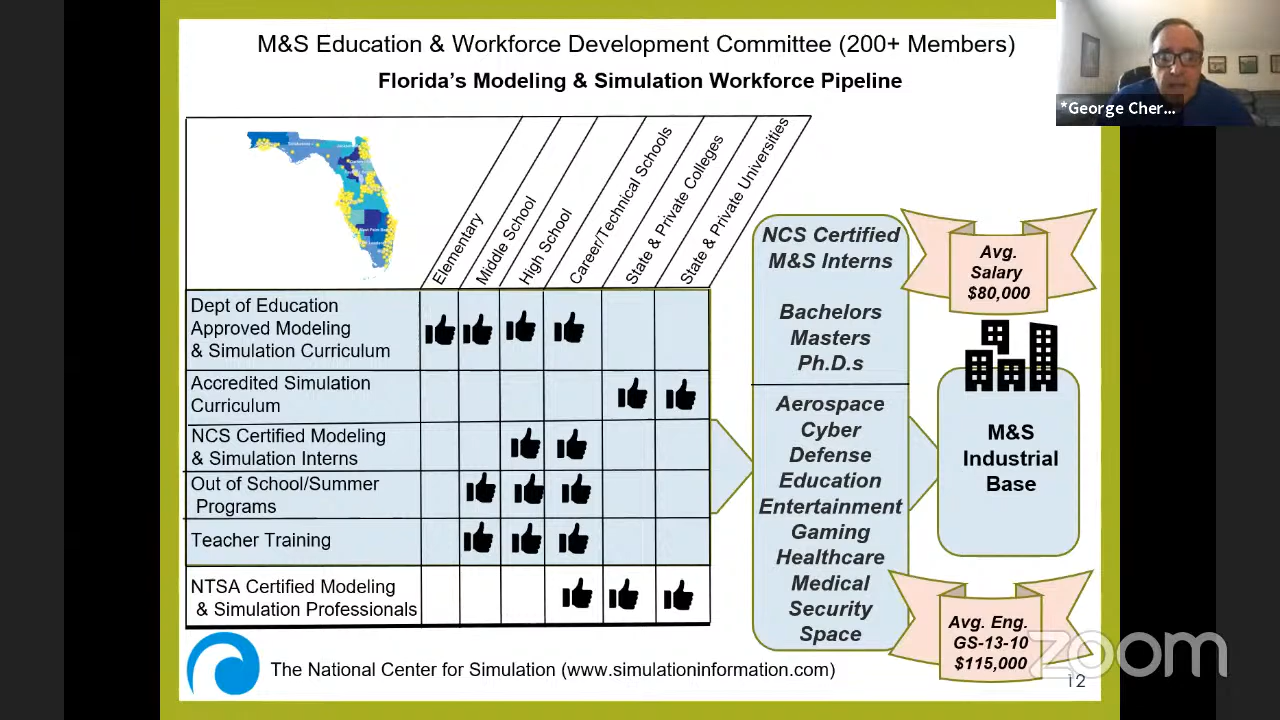 M&S Education & Workforce Development Committee (200+ Members)
Florida's Modeling & Simulation Workforce Pipeline
*George Cher...
Elementary
Middle School
High School
Career/Technical Schools
State & Private Colleges
State & Private Universities
Dept of Education
Approved Modeling
& Simulation Curriculum
Accredited Simulation
Curriculum
NCS Certified Modeling
& Simulation Interns
Out of School/Summer
Programs
Teacher Training
NTSA Certified Modeling
& Simulation Professionals
NCS Certified
M&S Interns
Bachelors
Masters
Ph.D.s
Aerospace
Cyber
Defense
Education
Entertainment
Gaming
Healthcare
Medical
Security
Space
Avg.
Salary
$80,000
M&S
Industrial
Base
Avg. Eng.
GS-13-10
$115,000
The National Center for Simulation (www.simulationinformation.com)
zoom
12